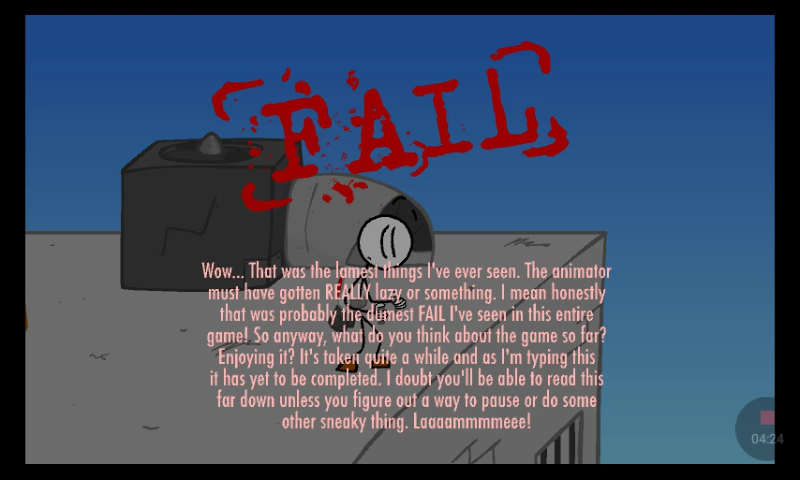 FAIL
Wow... That was the lamest things I've ever seen. The animator
must have gotten REALLY lazy or something. I mean honestly
that was probably the dumest FAIL I've seen in this entire
game! So anyway, what do you think about the game so far?
Enjoying it? It's taken quite a while and as I'm typing this
it has yet to be completed. I doubt you'll be able to read this
far down unless you figure out a way to pause or do some
other sneaky thing. Laaaammmmeee!
04:24